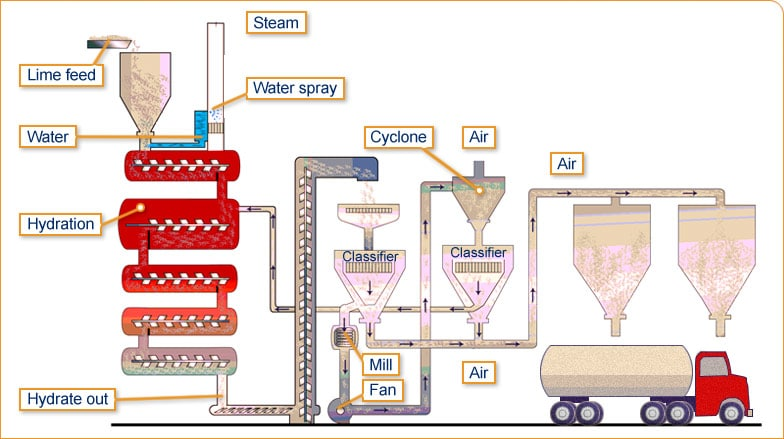 Steam
Lime feed
Water spray
Water
Cyclone
Air
Air
Hydration
Classifier
Classifier
Mill
Air
Fan
Hydrate out